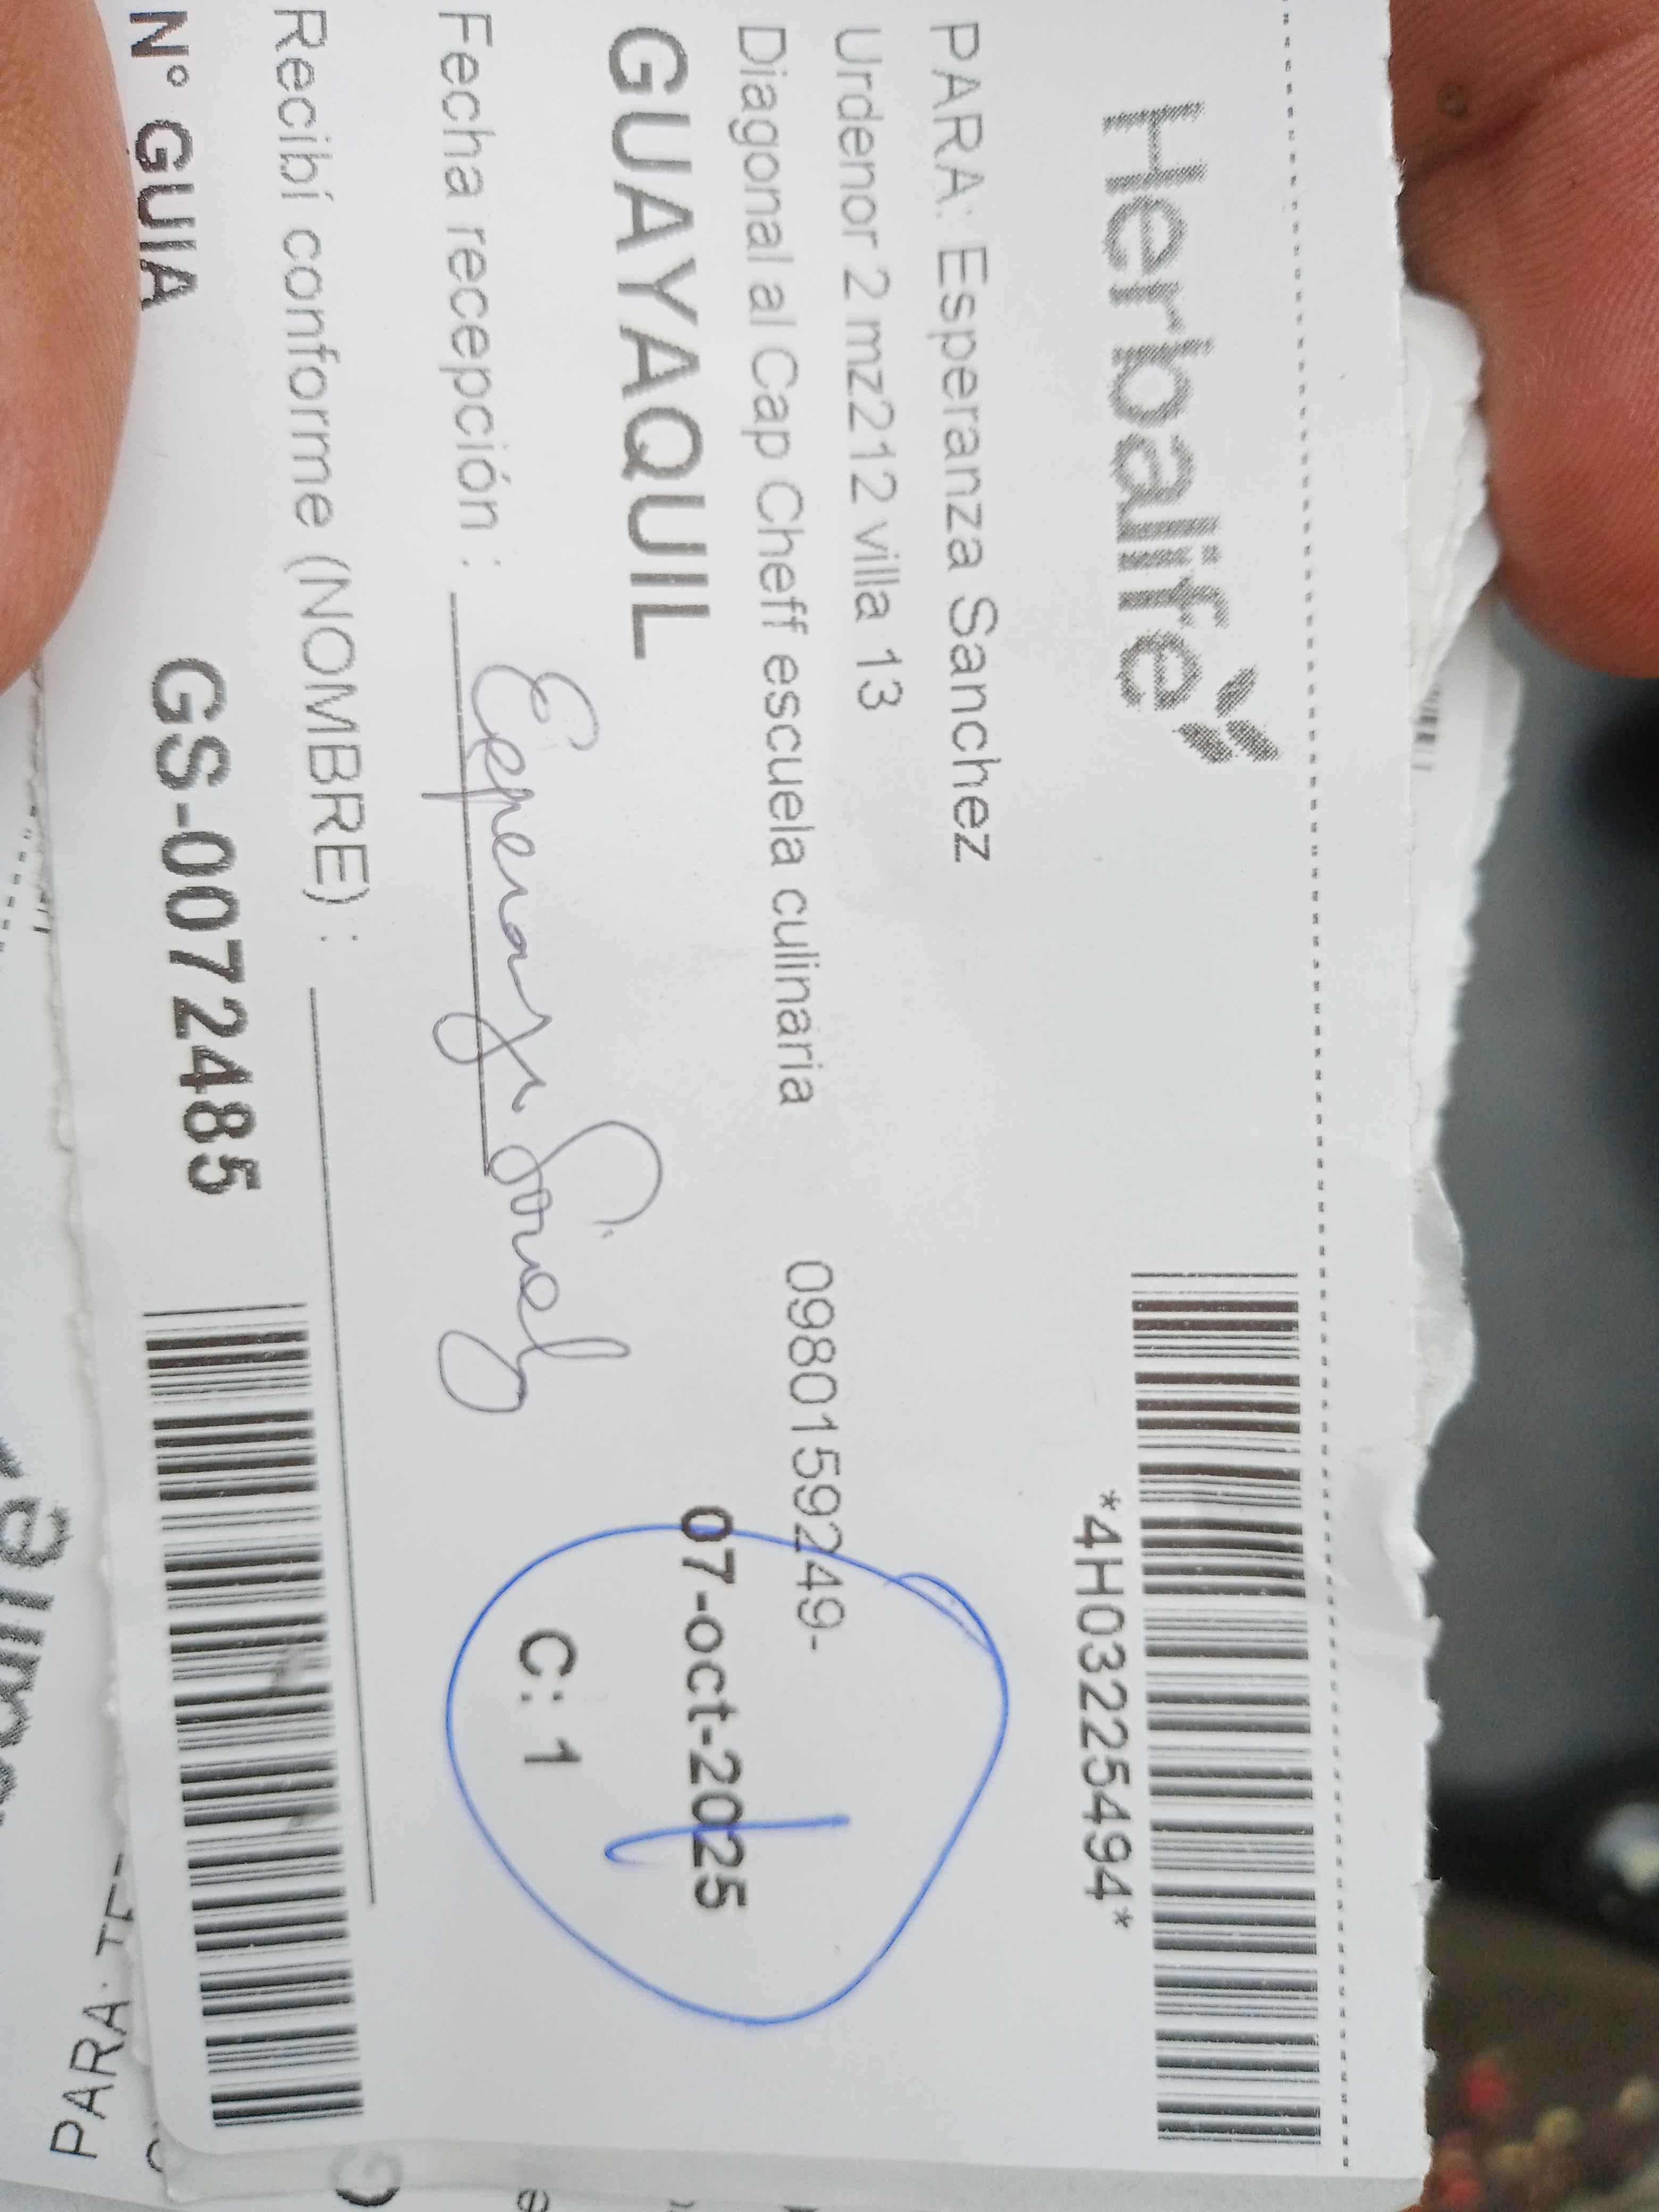 Herbalife
*4H03225494*
PARA: Esperanza Sanchez
Urdenor 2 mz212 villa 13
Diagonal al Cap Cheff escuela culinaria
0980159249-
GUAYAQUIL
07-oct-2025
Fecha recepción :
C: 1
Recibí conforme (NOMBRE) :
N° GUIA GS-0072485
PARA: